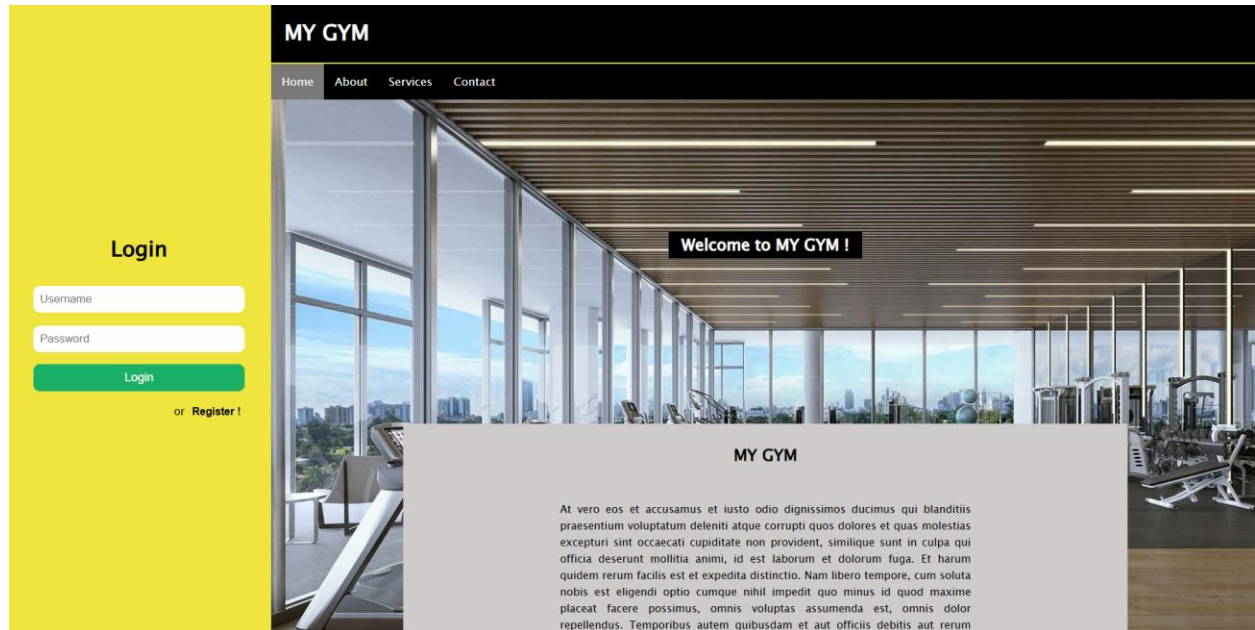 MY GYM
Home About Services Contact
Login
Username
Password
Login
or Register !
Welcome to MY GYM !
MY GYM
At vero eos et accusamus et iusto odio dignissimos ducimus qui blanditiis
praesentium voluptatum deleniti atque corrupti quos dolores et quas molestias
excepturi sint occaecati cupiditate non provident, similique sunt in culpa qui
officia deserunt mollitia animi, id est laborum et dolorum fuga. Et harum
quidem rerum facilis est et expedita distinctio. Nam libero tempore, cum soluta
nobis est eligendi optio cumque nihil impedit quo minus id quod maxime
placeat facere possimus, omnis voluptas assumenda est, omnis dolor
repellendus. Temporibus autem quibusdam et aut officiis debitis aut rerum